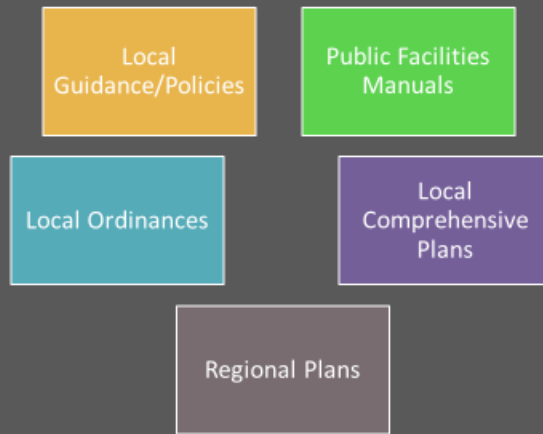 Local
Guidance/Policies
Public Facilities
Manuals
Local Ordinances
Local
Comprehensive
Plans
Regional Plans